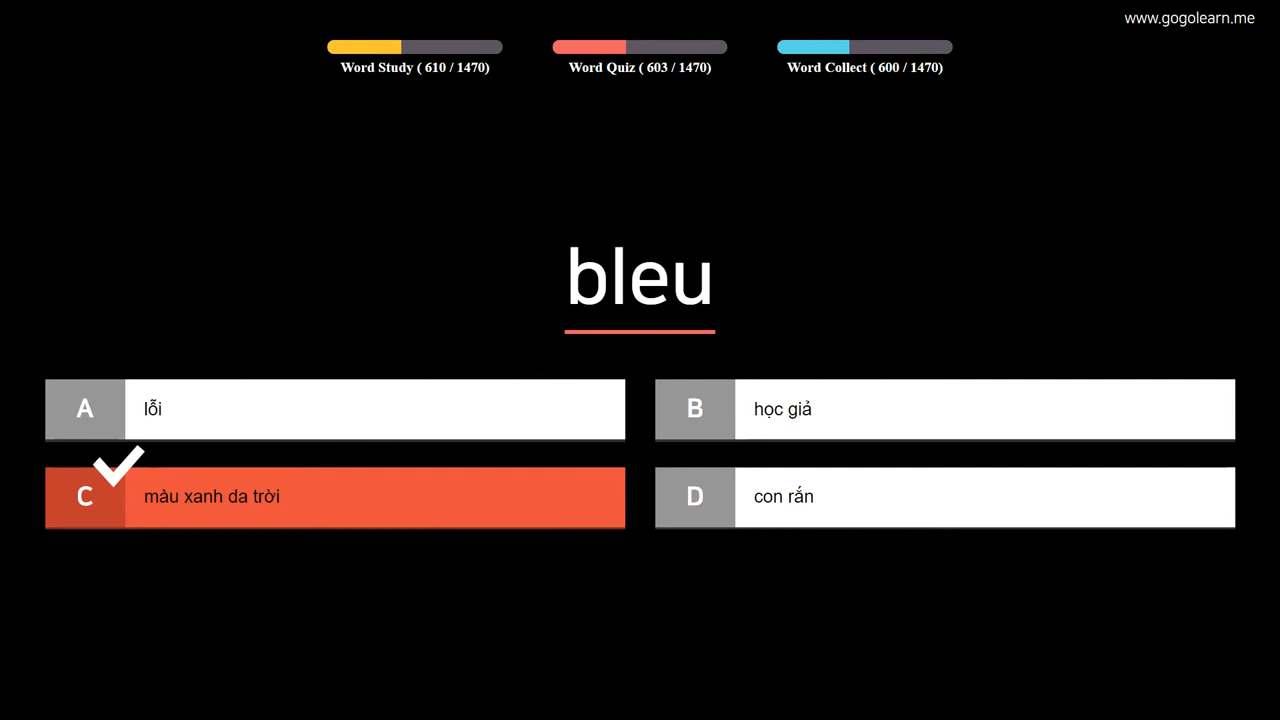 www.gogolearn.me
Word Study ( 610 / 1470)
Word Quiz ( 603 / 1470)
Word Collect ( 600 / 1470)
bleu
A lỗi
B học giả
C màu xanh da trời
D con rắn